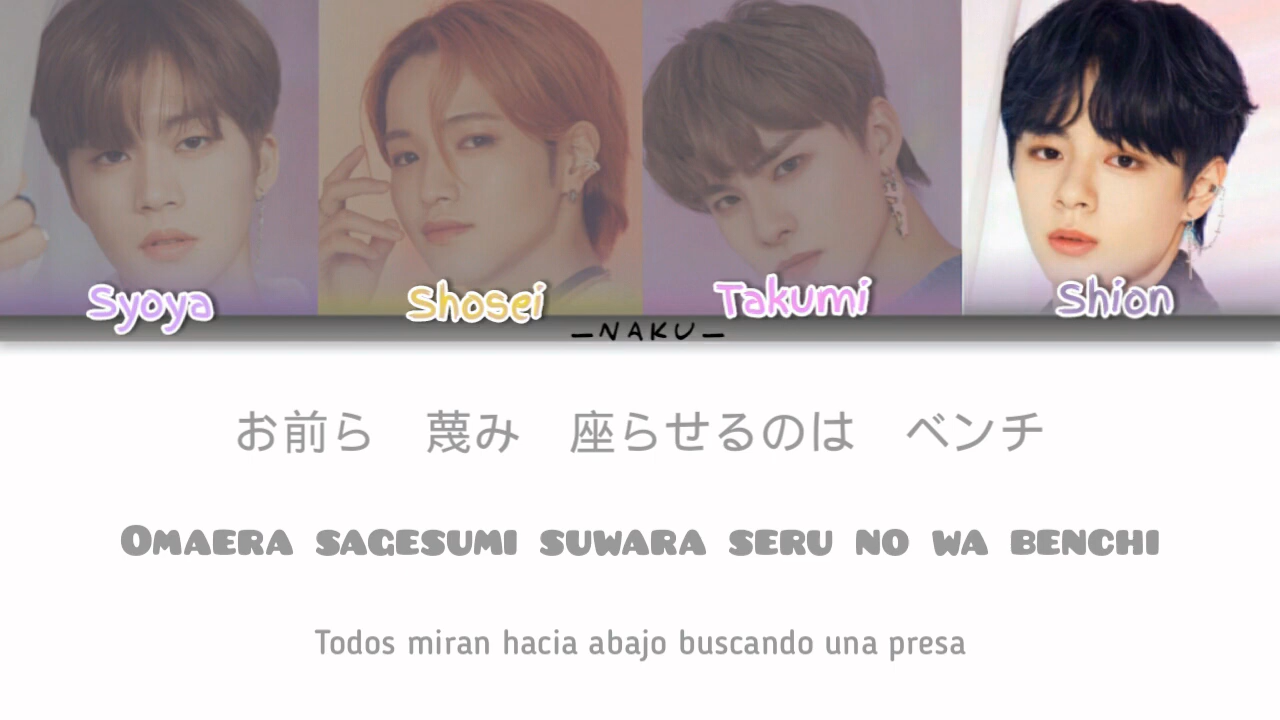 Syoya Shosei Takumi Shion
_NAKU_
お前ら　蔑み　座らせるのは　ベンチ
Omaera sagesumi suwara seru no wa benchi
Todos miran hacia abajo buscando una presa